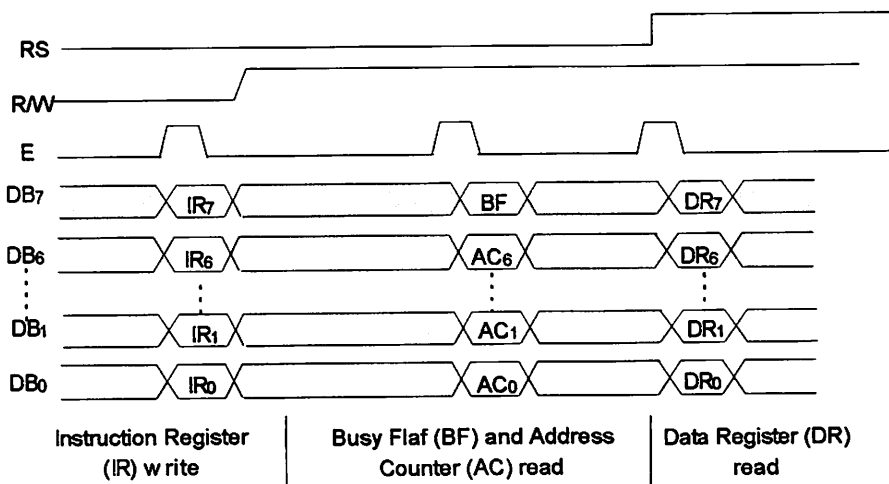 RS
R/W
E
DB7 IR7 BF DR7
DB6 IR6 AC6 DR6
DB1 IR1 AC1 DR1
DB0 IR0 AC0 DR0
Instruction Register Busy Flaf (BF) and Address Data Register (DR)
(IR) write Counter (AC) read read